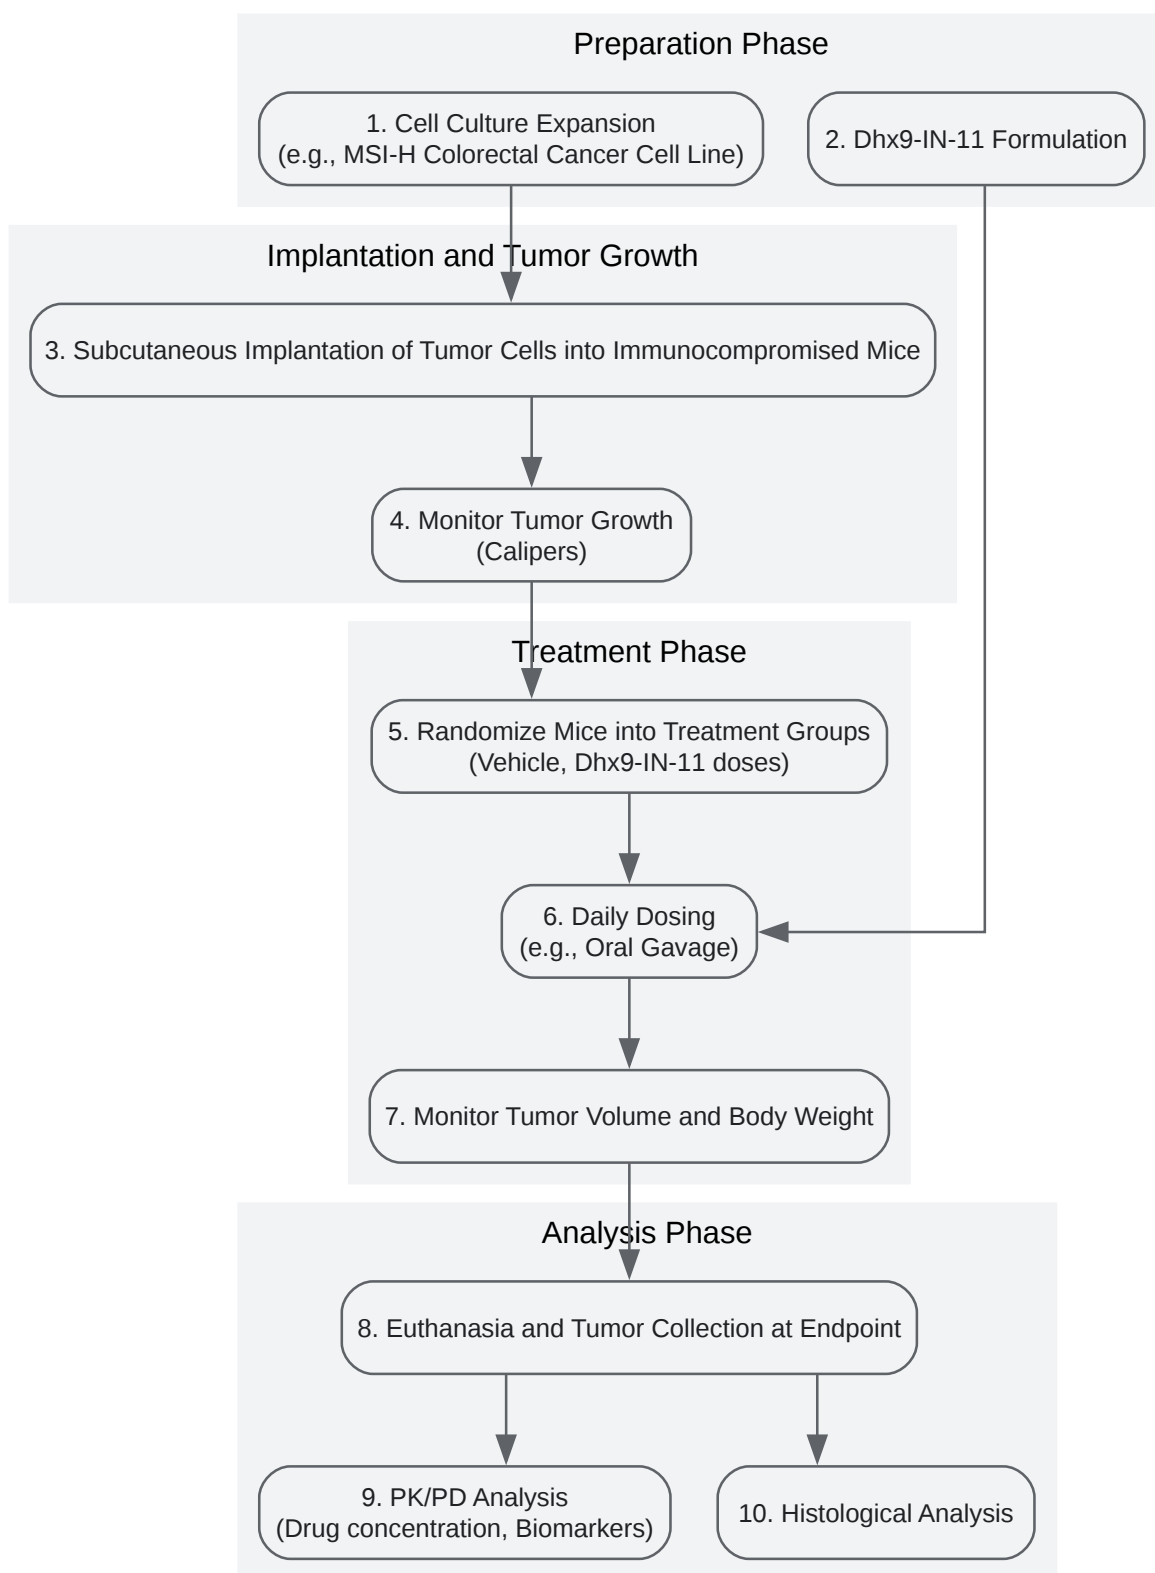 Preparation Phase
1. Cell Culture Expansion
(e.g., MSI-H Colorectal Cancer Cell Line)
2. Dhx9-IN-11 Formulation
Implantation and Tumor Growth
3. Subcutaneous Implantation of Tumor Cells into Immunocompromised Mice
4. Monitor Tumor Growth
(Calipers)
Treatment Phase
5. Randomize Mice into Treatment Groups
(Vehicle, Dhx9-IN-11 doses)
6. Daily Dosing
(e.g., Oral Gavage)
7. Monitor Tumor Volume and Body Weight
Analysis Phase
8. Euthanasia and Tumor Collection at Endpoint
9. PK/PD Analysis
(Drug concentration, Biomarkers)
10. Histological Analysis